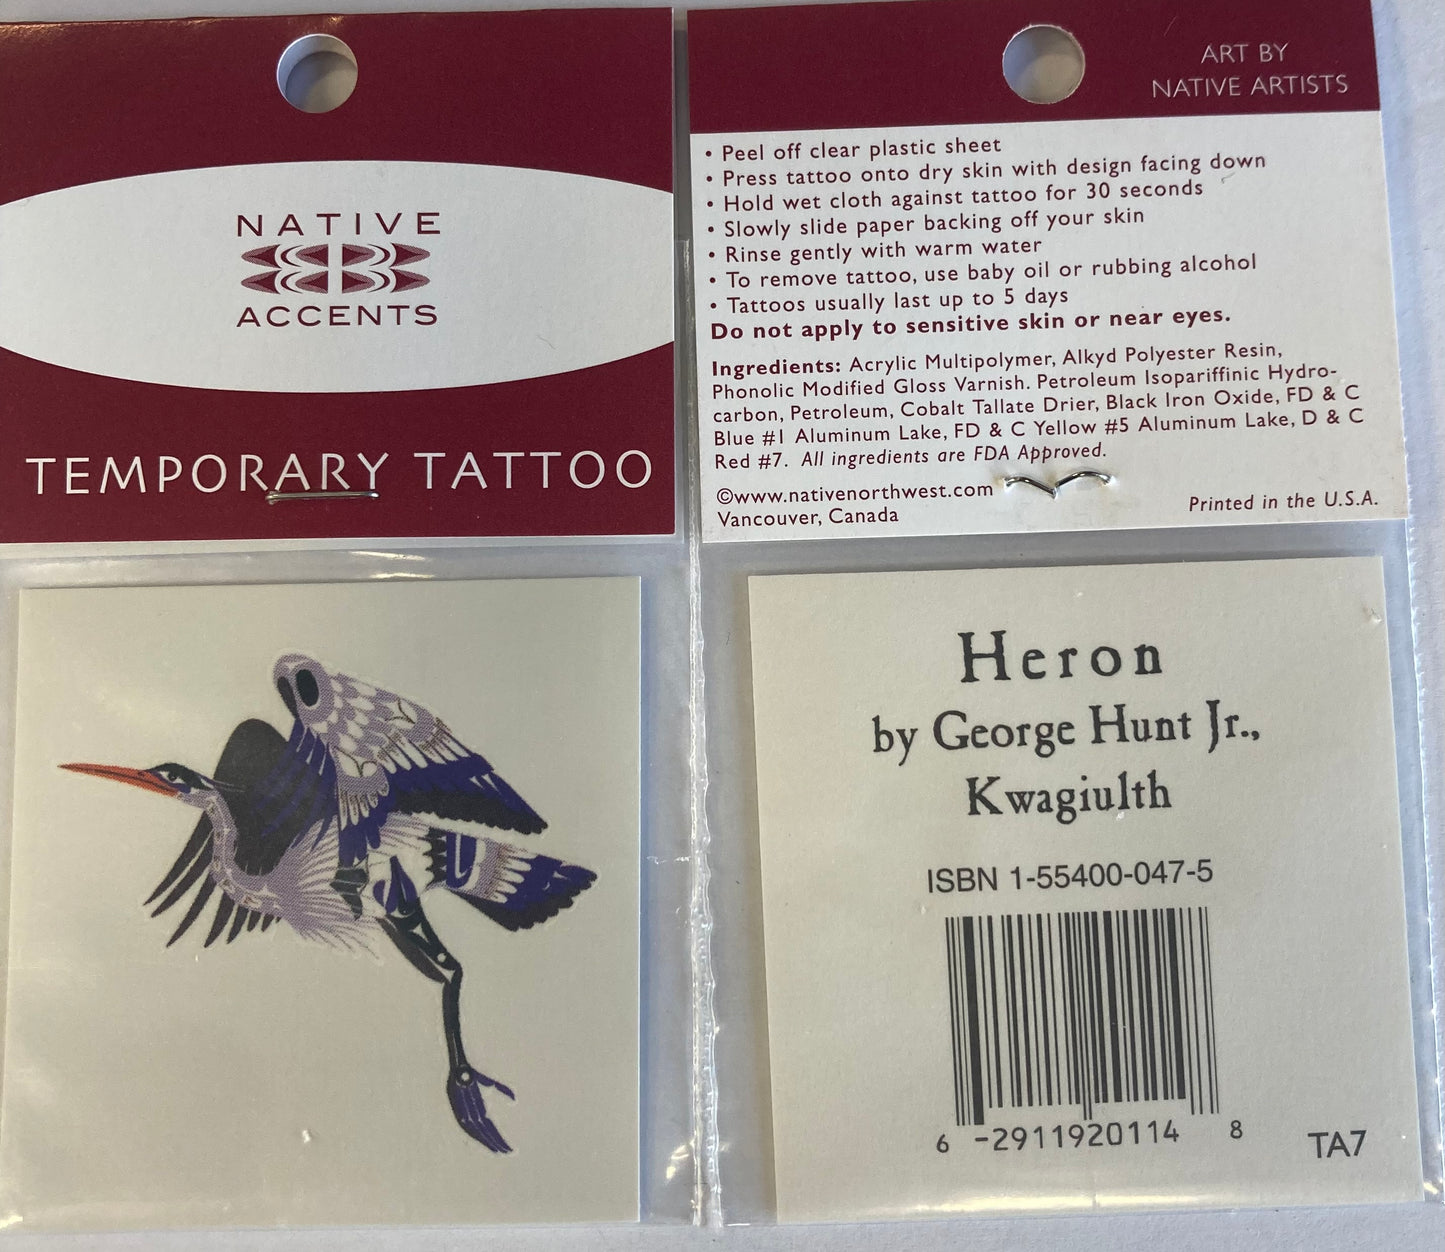 NATIVE
ACCENTS
TEMPORARY TATTOO
ART BY
NATIVE ARTISTS
• Peel off clear plastic sheet
• Press tattoo onto dry skin with design facing down
• Hold wet cloth against tattoo for 30 seconds
• Slowly slide paper backing off your skin
• Rinse gently with warm water
• To remove tattoo, use baby oil or rubbing alcohol
• Tattoos usually last up to 5 days
Do not apply to sensitive skin or near eyes.
Ingredients: Acrylic Multipolymer, Alkyd Polyester Resin,
Phonolic Modified Gloss Varnish. Petroleum Isopariffinic Hydro-
carbon, Petroleum, Cobalt Tallate Drier, Black Iron Oxide, FD & C
Blue #1 Aluminum Lake, FD & C Yellow #5 Aluminum Lake, D & C
Red #7. All ingredients are FDA Approved.
©www.nativenorthwest.com
Vancouver, Canada
Printed in the U.S.A.
Heron
by George Hunt Jr.,
Kwagiulth
ISBN 1-55400-047-5
6 -2911920114 8
TA7